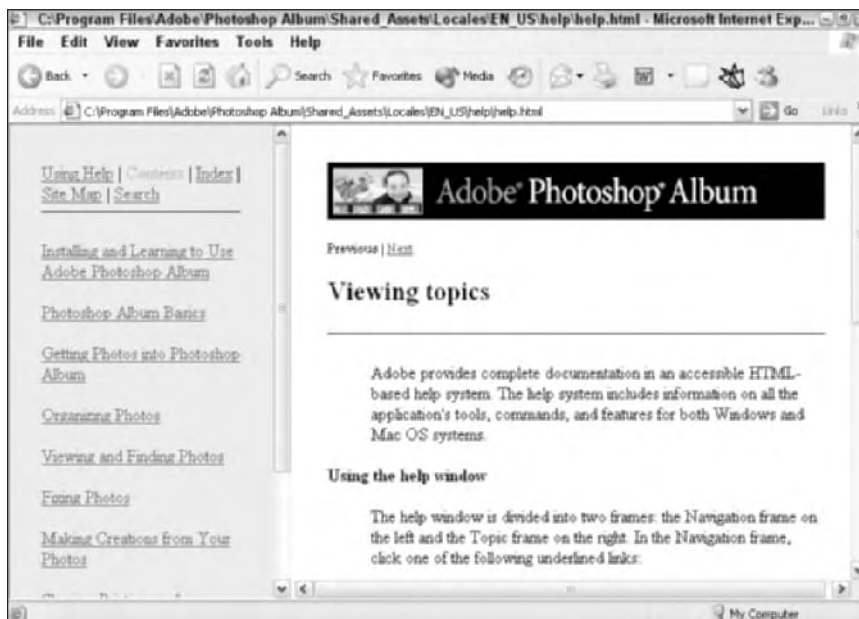 C:\Program Files\Adobe\Photoshop Album\Shared_Assets\Locales\EN_US\help\help.html - Microsoft Internet Exp...
File Edit View Favorites Tools Help
Back Search Favorites Media
Address C:\Program Files\Adobe\Photoshop Album\Shared_Assets\Locales\EN_US\help\help.html Go Links
Using Help | Contents | Index |
Site Map | Search
Installing and Learning to Use
Adobe Photoshop Album
Photoshop Album Basics
Getting Photos into Photoshop
Album
Organizing Photos
Viewing and Finding Photos
Fixing Photos
Making Creations from Your
Photos
Adobe® Photoshop® Album
Previous | Next
Viewing topics
Adobe provides complete documentation in an accessible HTML-
based help system. The help system includes information on all the
application's tools, commands, and features for both Windows and
Mac OS systems.
Using the help window
The help window is divided into two frames: the Navigation frame on
the left and the Topic frame on the right. In the Navigation frame,
click one of the following underlined links:
My Computer